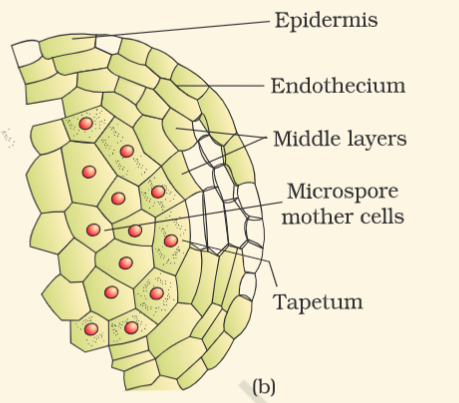 Epidermis
Endothecium
Middle layers
Microspore
mother cells
Tapetum
(b)